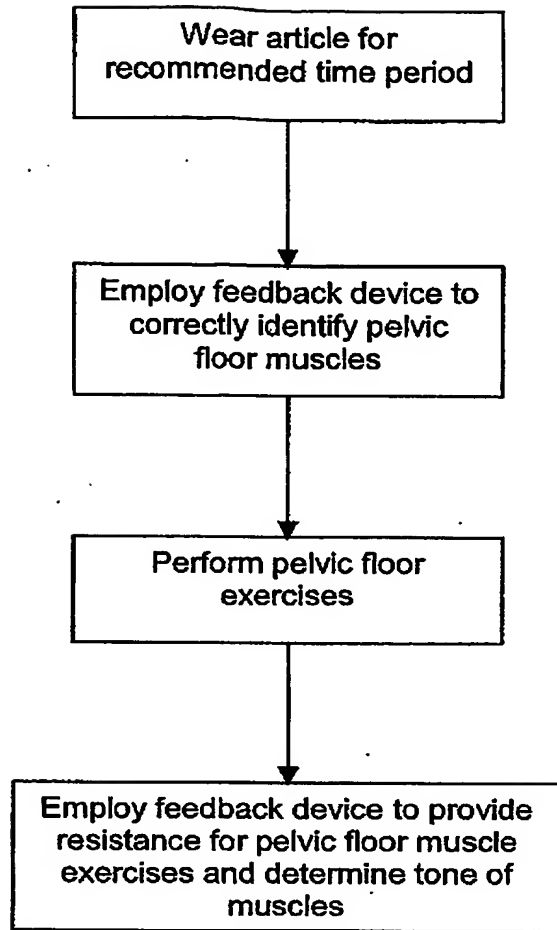 Wear article for
recommended time period
Employ feedback device to
correctly identify pelvic
floor muscles
Perform pelvic floor
exercises
Employ feedback device to provide
resistance for pelvic floor muscle
exercises and determine tone of
muscles